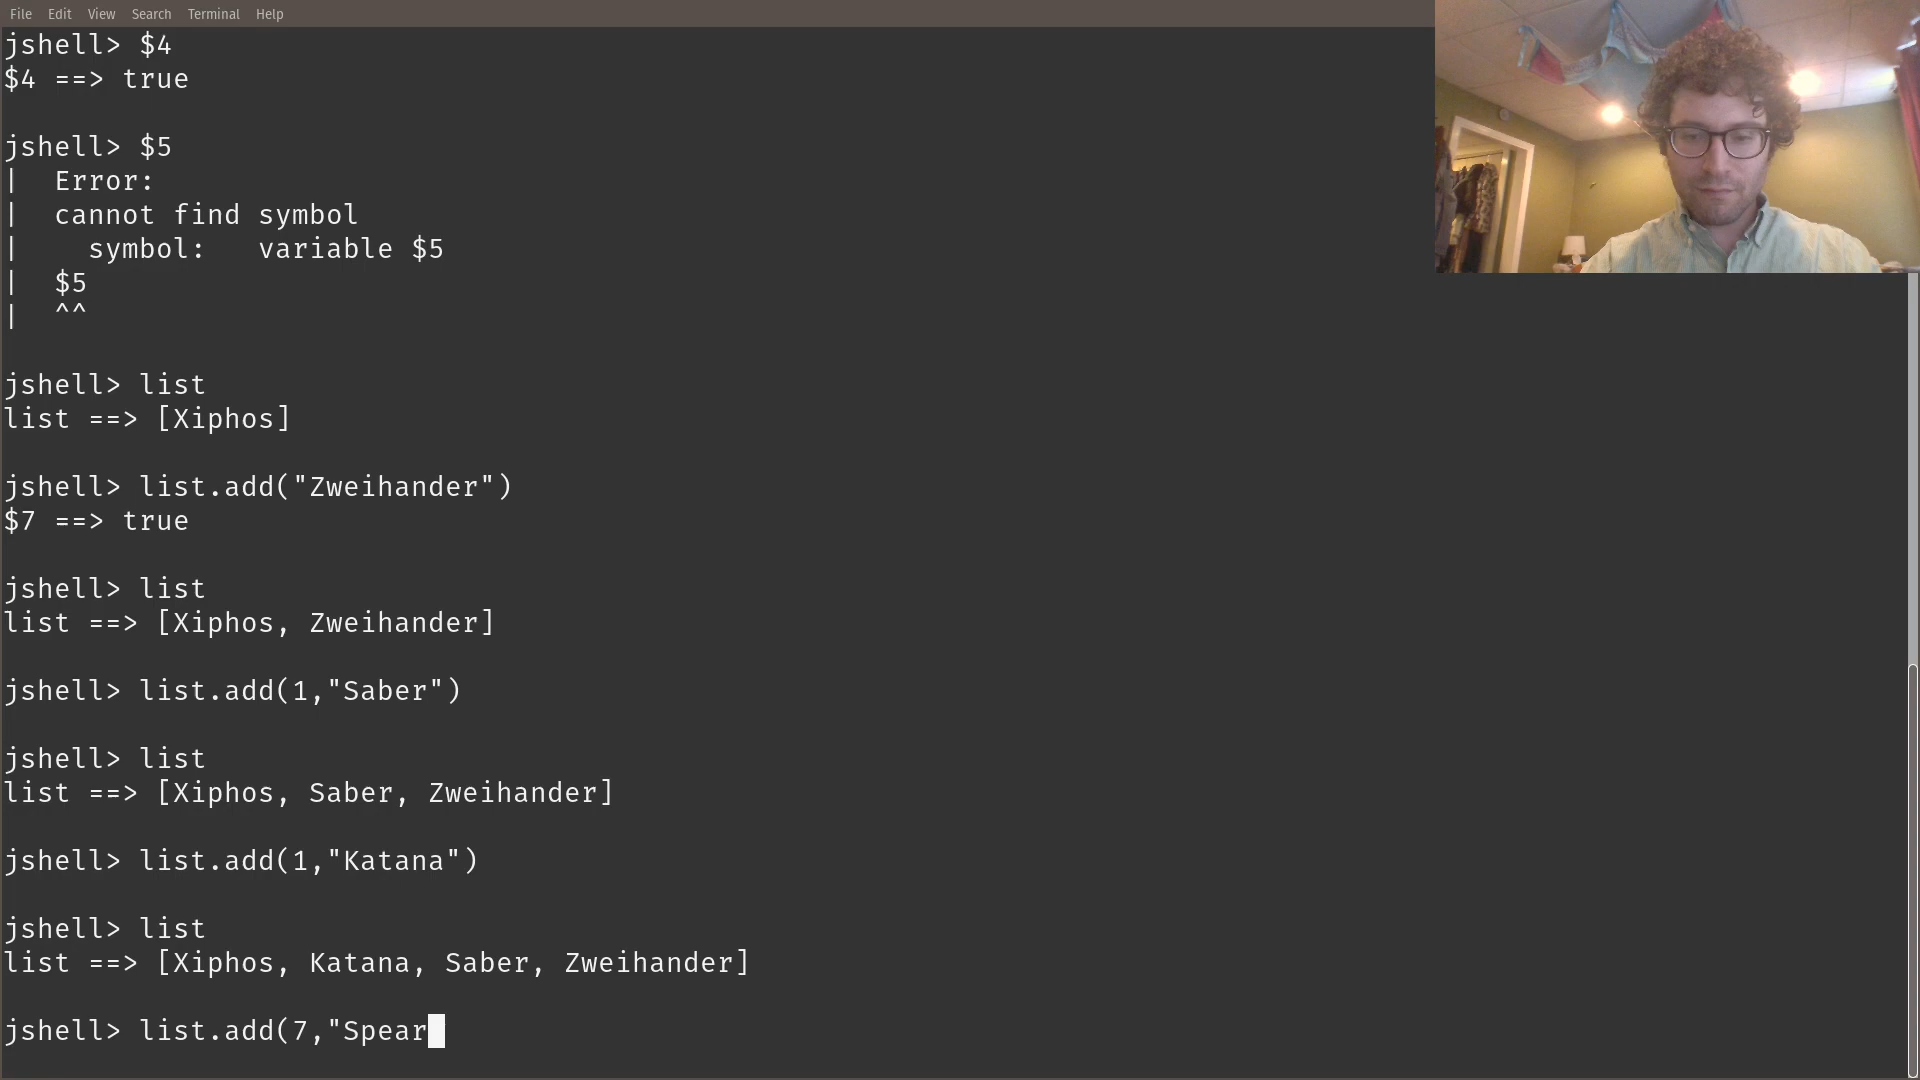 File Edit View Search Terminal Help
jshell> $4
$4 ==> true
jshell> $5
| Error:
| cannot find symbol
| symbol: variable $5
| $5
| ^^
jshell> list
list ==> [Xiphos]
jshell> list.add("Zweihander")
$7 ==> true
jshell> list
list ==> [Xiphos, Zweihander]
jshell> list.add(1,"Saber")
jshell> list
list ==> [Xiphos, Saber, Zweihander]
jshell> list.add(1,"Katana")
jshell> list
list ==> [Xiphos, Katana, Saber, Zweihander]
jshell> list.add(7,"Spear